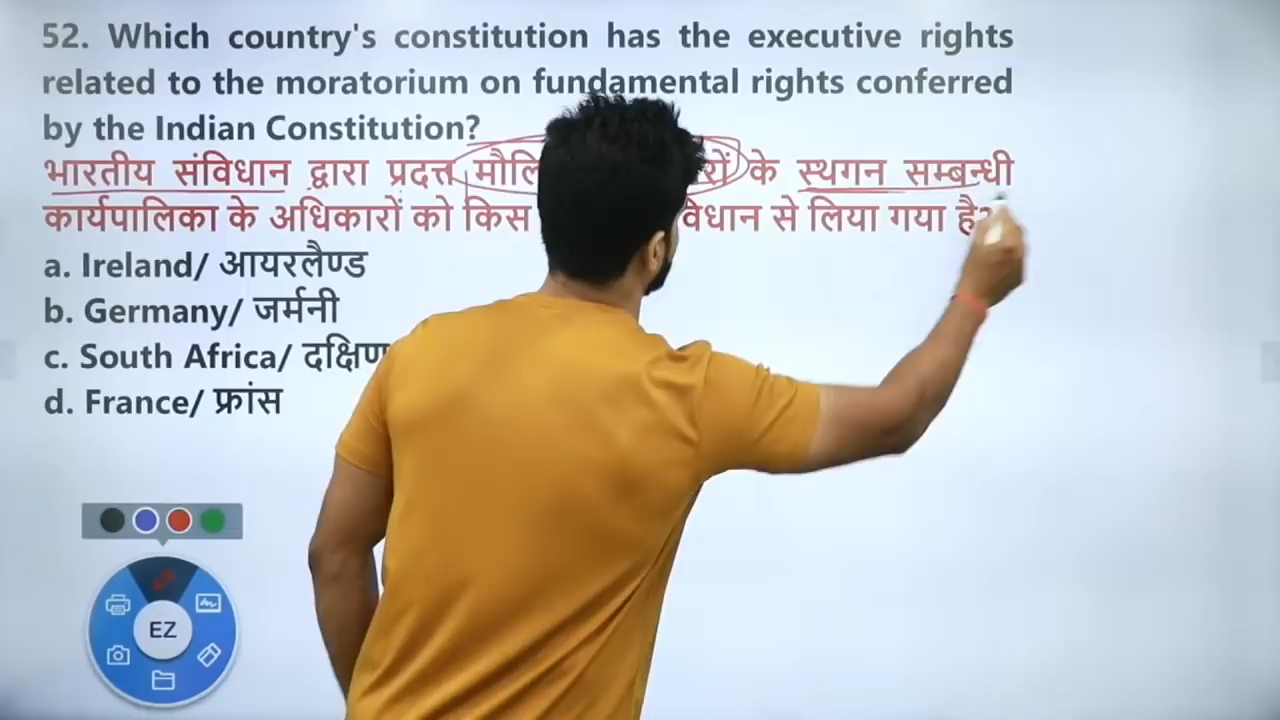 52. Which country's constitution has the executive rights
related to the moratorium on fundamental rights conferred
by the Indian Constitution?
भारतीय संविधान द्वारा प्रदत्त के स्थगन सम्बन्धी
कार्यपालिका के अधिकारों को किस से लिया गया है?
a. Ireland/ आयरलैण्ड
b. Germany/ जर्मनी
c. South Africa/ दक्षिण
d. France/ फ्रांस
EZ